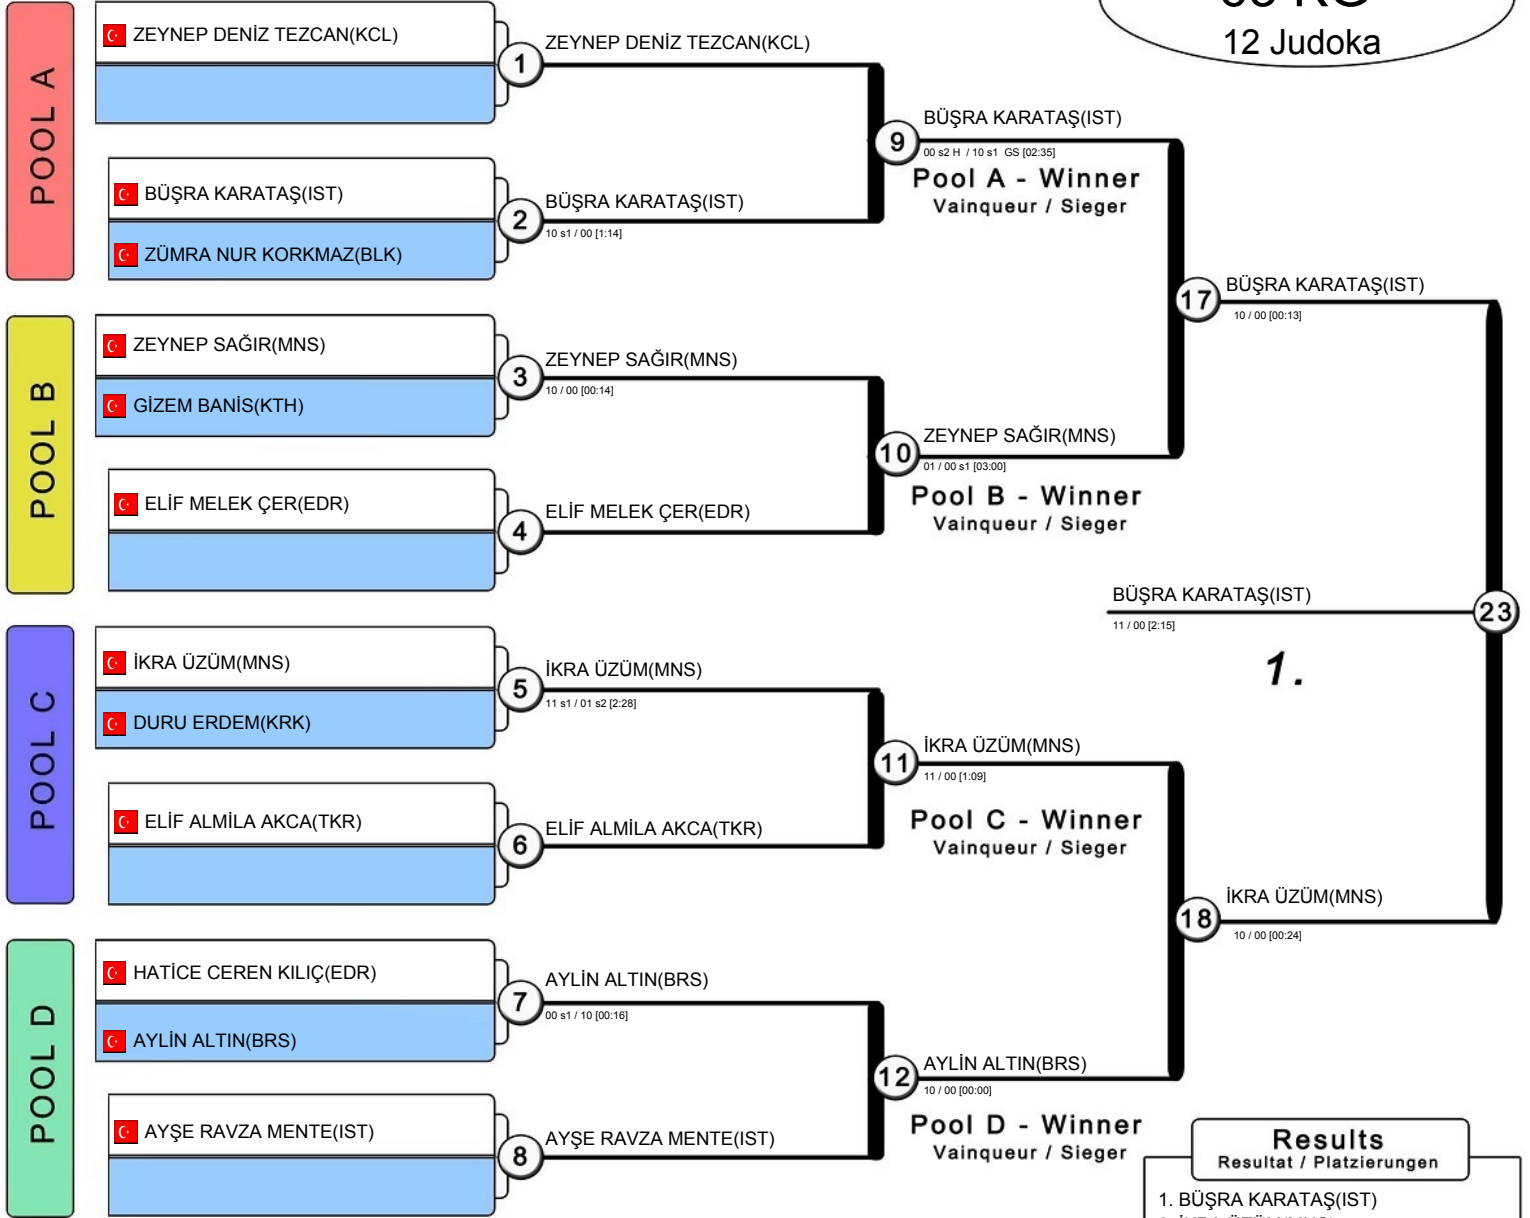 KG
12 Judoka
POOL A
ZEYNEP DENİZ TEZCAN(KCL)
1
ZEYNEP DENİZ TEZCAN(KCL)
BÜŞRA KARATAŞ(IST)
ZÜMRA NUR KORKMAZ(BLK)
2
BÜŞRA KARATAŞ(IST)
10 s1 / 00 [1:14]
9
BÜŞRA KARATAŞ(IST)
00 s2 H / 10 s1 GS [02:35]
Pool A - Winner
Vainqueur / Sieger
POOL B
ZEYNEP SAĞIR(MNS)
GİZEM BANİS(KTH)
3
ZEYNEP SAĞIR(MNS)
10 / 00 [00:14]
ELİF MELEK ÇER(EDR)
4
ELİF MELEK ÇER(EDR)
10
ZEYNEP SAĞIR(MNS)
01 / 00 s1 [03:00]
Pool B - Winner
Vainqueur / Sieger
17
BÜŞRA KARATAŞ(IST)
10 / 00 [00:13]
POOL C
İKRA ÜZÜM(MNS)
DURU ERDEM(KRK)
5
İKRA ÜZÜM(MNS)
11 s1 / 01 s2 [2:28]
ELİF ALMİLA AKCA(TKR)
6
ELİF ALMİLA AKCA(TKR)
11
İKRA ÜZÜM(MNS)
11 / 00 [1:09]
Pool C - Winner
Vainqueur / Sieger
POOL D
HATİCE CEREN KILIÇ(EDR)
AYLİN ALTIN(BRS)
7
AYLİN ALTIN(BRS)
00 s1 / 10 [00:16]
AYŞE RAVZA MENTE(IST)
8
AYŞE RAVZA MENTE(IST)
12
AYLİN ALTIN(BRS)
10 / 00 [00:00]
Pool D - Winner
Vainqueur / Sieger
18
İKRA ÜZÜM(MNS)
10 / 00 [00:24]
BÜŞRA KARATAŞ(IST)
11 / 00 [2:15]
23
1.
Results
Resultat / Platzierungen
1. BÜŞRA KARATAŞ(IST)